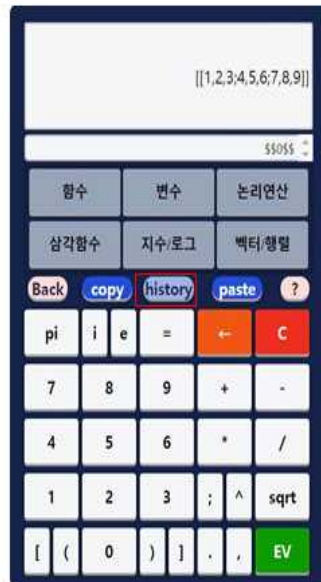 [[1,2,3;4,5,6;7,8,9]]
$$0$$
함수 변수 논리연산
삼각함수 지수/로그 벡터/행렬
Back copy history paste ?
pi i e = ← C
7 8 9 + -
4 5 6 * /
1 2 3 ; ^ sqrt
[ ( 0 ) ] . , EV